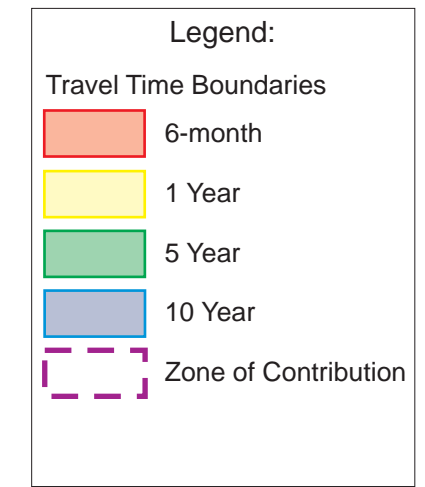 Legend:
Travel Time Boundaries
6-month
1 Year
5 Year
10 Year
Zone of Contribution